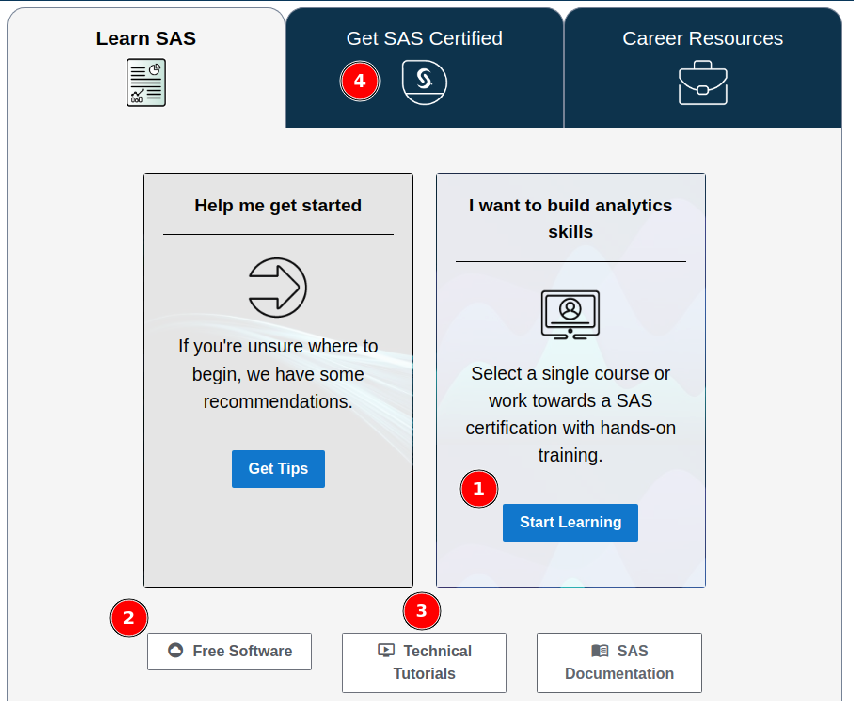 Learn SAS
Get SAS Certified
Career Resources
4
Help me get started
If you're unsure where to
begin, we have some
recommendations.
Get Tips
I want to build analytics
skills
Select a single course or
work towards a SAS
certification with hands-on
training.
1
Start Learning
2
Free Software
3
Technical
Tutorials
SAS
Documentation